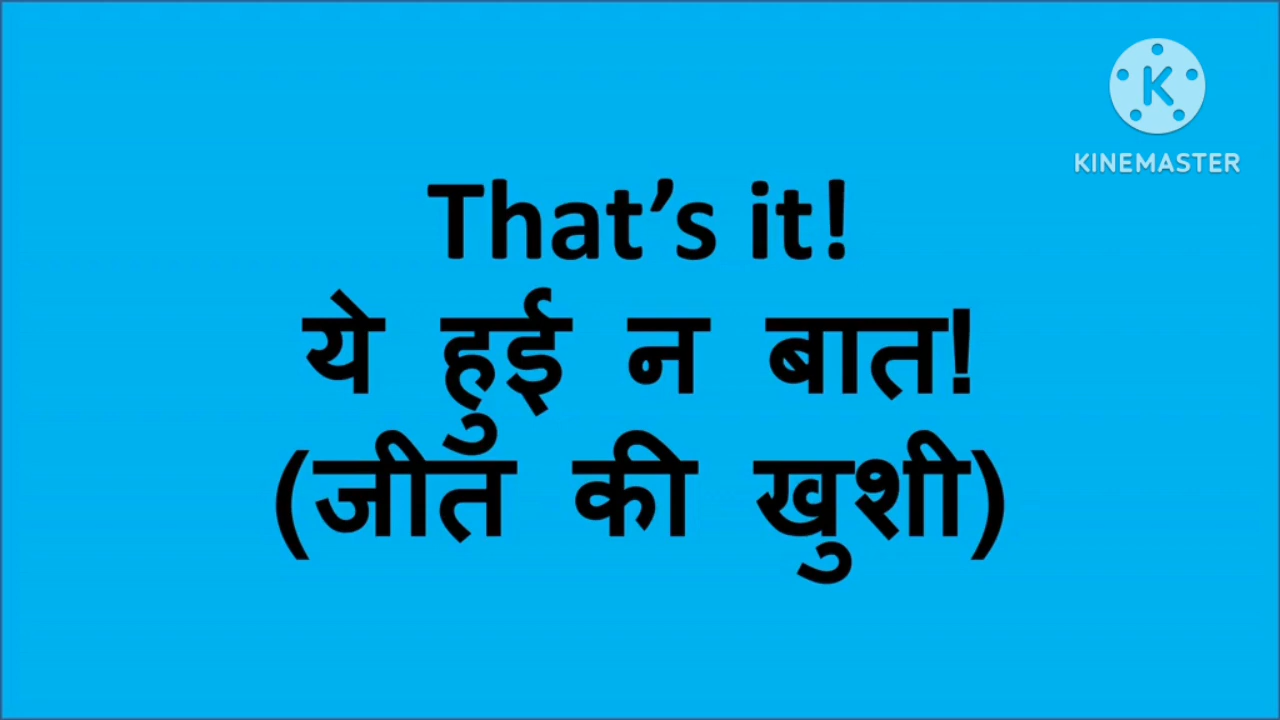 K
KINEMASTER
That’s it!
ये हुई न बात!
(जीत की खुशी)